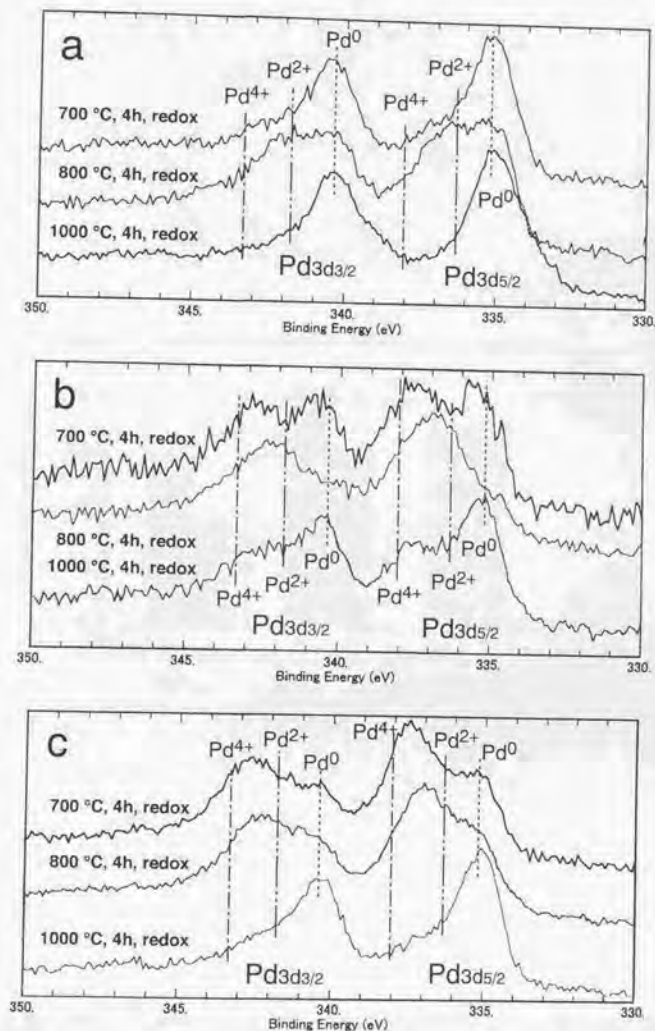 a
Pd0
Pd2+
Pd4+
Pd2+
Pd4+
700 °C, 4h, redox
800 °C, 4h, redox
Pd0
1000 °C, 4h, redox
Pd3d3/2
Pd3d5/2
350.
345.
340.
335.
330.
Binding Energy (eV)
b
700 °C, 4h, redox
800 °C, 4h, redox
1000 °C, 4h, redox
Pd4+
Pd2+
Pd0
Pd4+
Pd2+
Pd0
Pd3d3/2
Pd3d5/2
350.
345.
340.
335.
330.
Binding Energy (eV)
c
Pd4+
Pd2+
Pd0
Pd4+
Pd2+
Pd0
700 °C, 4h, redox
800 °C, 4h, redox
1000 °C, 4h, redox
Pd3d3/2
Pd3d5/2
350.
345.
340.
335.
330.
Binding Energy (eV)